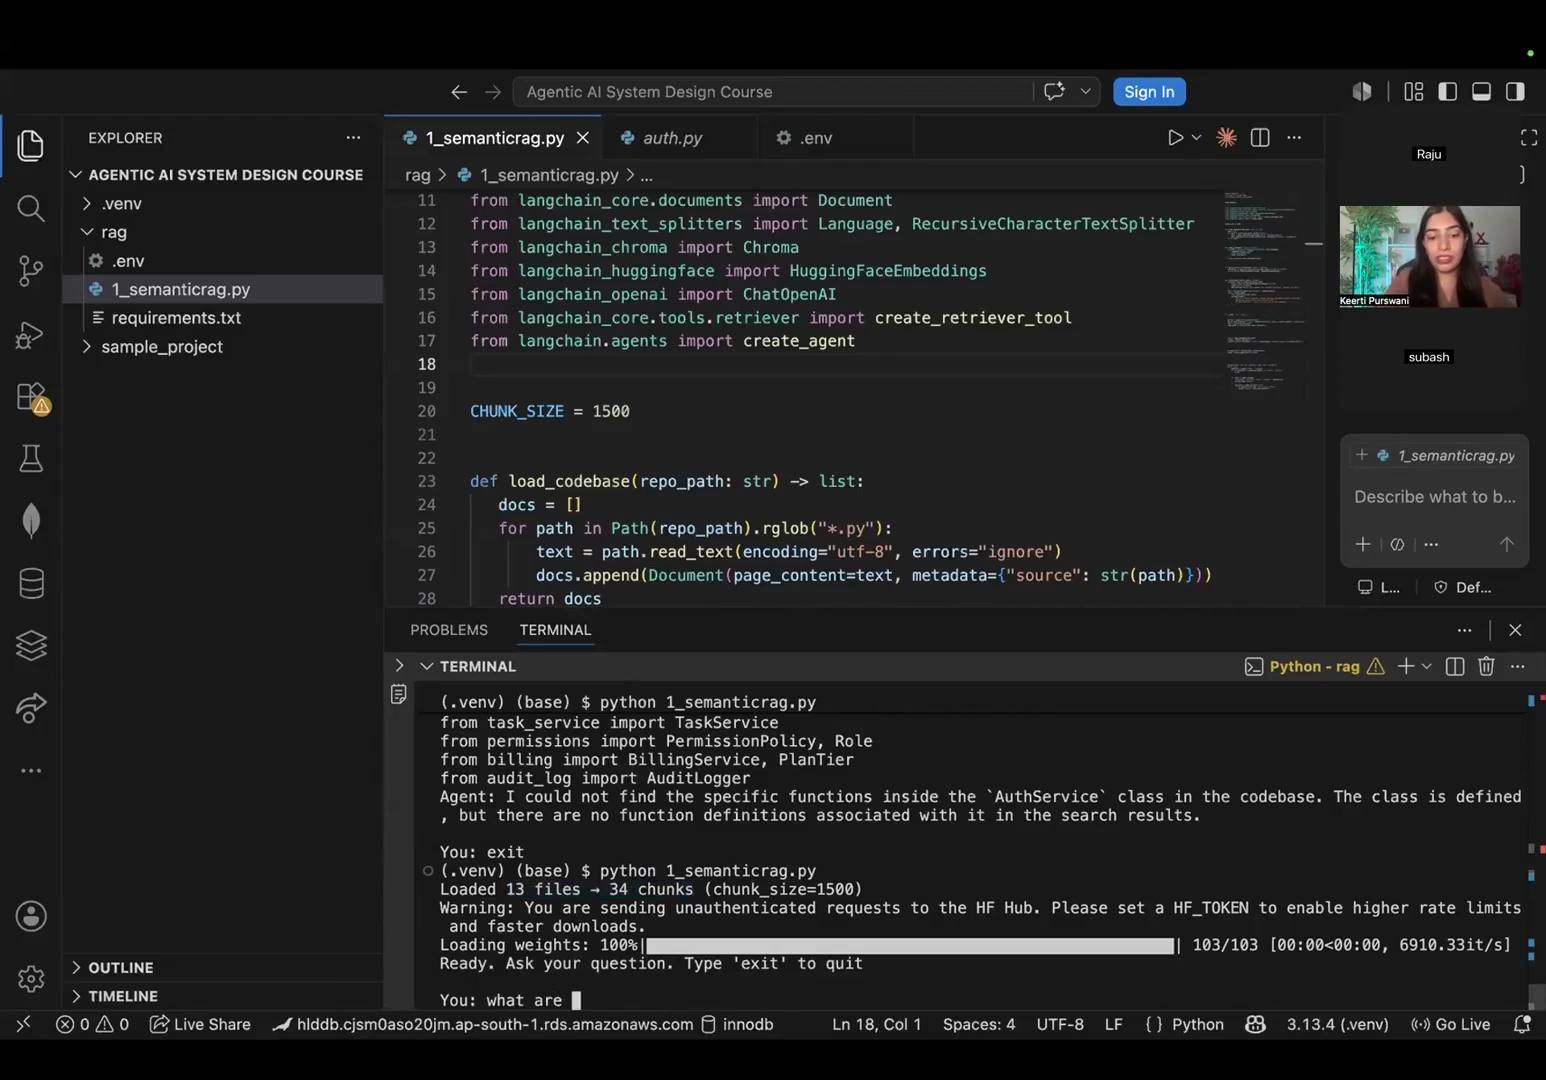 Agentic AI System Design Course
Sign In
EXPLORER
AGENTIC AI SYSTEM DESIGN COURSE
.venv
rag
.env
1_semanticrag.py
requirements.txt
sample_project
OUTLINE
TIMELINE
1_semanticrag.py
auth.py
.env
rag > 1_semanticrag.py > ...
11 from langchain_core.documents import Document
12 from langchain_text_splitters import Language, RecursiveCharacterTextSplitter
13 from langchain_chroma import Chroma
14 from langchain_huggingface import HuggingFaceEmbeddings
15 from langchain_openai import ChatOpenAI
16 from langchain_core.tools.retriever import create_retriever_tool
17 from langchain.agents import create_agent
18
19
20 CHUNK_SIZE = 1500
21
22
23 def load_codebase(repo_path: str) -> list:
24 docs = []
25 for path in Path(repo_path).rglob("*.py"):
26 text = path.read_text(encoding="utf-8", errors="ignore")
27 docs.append(Document(page_content=text, metadata={"source": str(path)}))
28 return docs
Raju
Keerti Purswani
subash
1_semanticrag.py
Describe what to b...
L...
Def...
PROBLEMS
TERMINAL
TERMINAL
Python - rag
(.venv) (base) $ python 1_semanticrag.py
from task_service import TaskService
from permissions import PermissionPolicy, Role
from billing import BillingService, PlanTier
from audit_log import AuditLogger
Agent: I could not find the specific functions inside the `AuthService` class in the codebase. The class is defined
, but there are no function definitions associated with it in the search results.
You: exit
(.venv) (base) $ python 1_semanticrag.py
Loaded 13 files → 34 chunks (chunk_size=1500)
Warning: You are sending unauthenticated requests to the HF Hub. Please set a HF_TOKEN to enable higher rate limits
and faster downloads.
Loading weights: 100%| | 103/103 [00:00<00:00, 6910.33it/s]
Ready. Ask your question. Type 'exit' to quit
You: what are
0 0 Live Share hlddb.cjsm0aso20jm.ap-south-1.rds.amazonaws.com innodb Ln 18, Col 1 Spaces: 4 UTF-8 LF { } Python 3.13.4 (.venv) Go Live